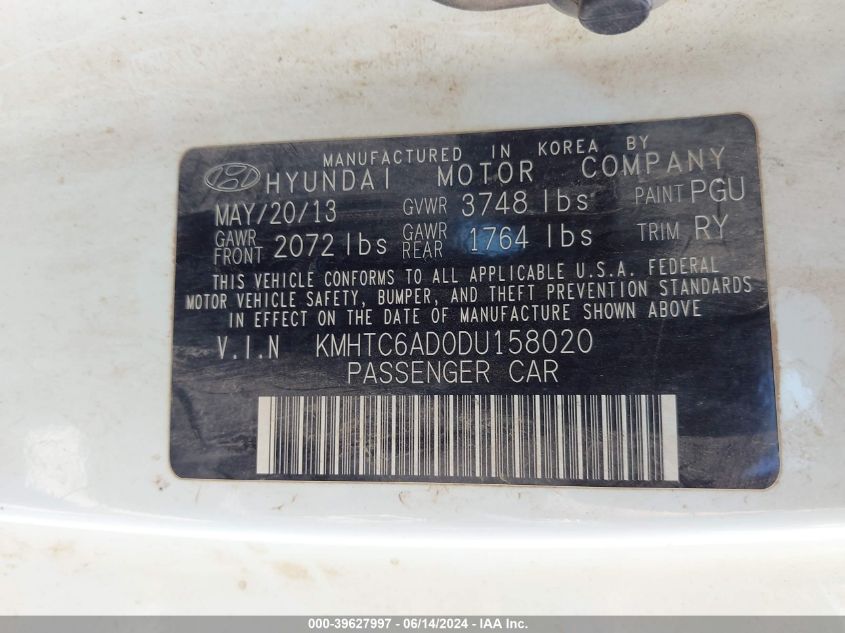 MANUFACTURED IN KOREA BY
HYUNDAI MOTOR COMPANY
MAY/20/13 GVWR 3748 lbs PAINT PGU
GAWR FRONT 2072 lbs GAWR REAR 1764 lbs TRIM RY
THIS VEHICLE CONFORMS TO ALL APPLICABLE U.S.A. FEDERAL
MOTOR VEHICLE SAFETY, BUMPER, AND THEFT PREVENTION STANDARDS
IN EFFECT ON THE DATE OF MANUFACTURE SHOWN ABOVE
V.I.N KMHTC6AD0DU158020
PASSENGER CAR
000-39627997 - 06/14/2024 - IAAI.com